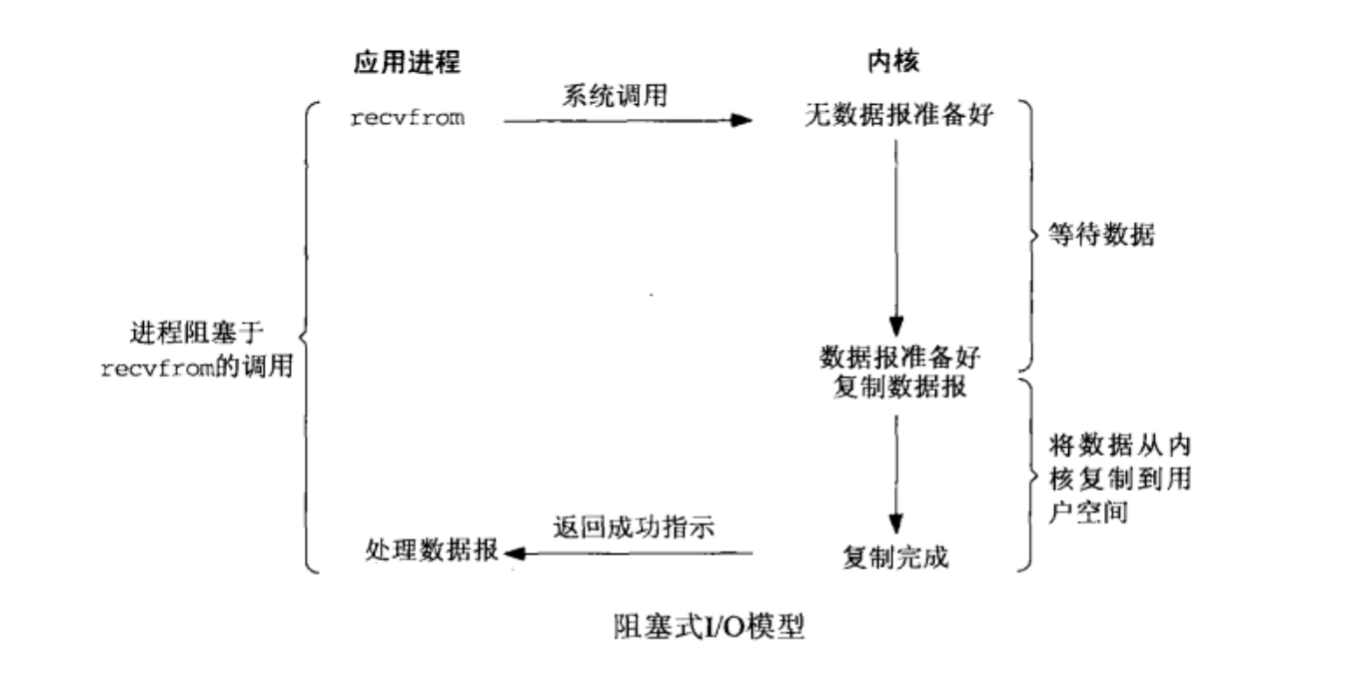 应用进程
内核
recvfrom
系统调用
无数据报准备好
等待数据
进程阻塞于
recvfrom的调用
数据报准备好
复制数据报
将数据从内
核复制到用
户空间
返回成功指示
处理数据报
复制完成
阻塞式I/O模型